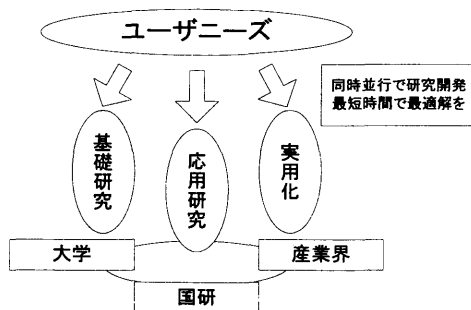 ユーザニーズ
同時並行で研究開発
最短時間で最適解を
基礎研究
応用研究
実用化
大学
産業界
国研